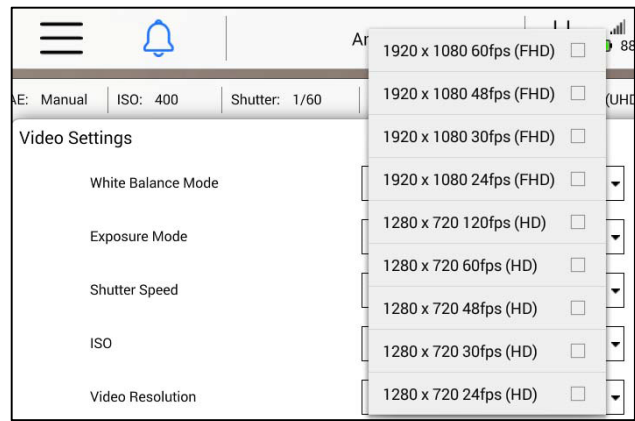 Ar
88
AE: Manual ISO: 400 Shutter: 1/60 (UHD
Video Settings
White Balance Mode
Exposure Mode
Shutter Speed
ISO
Video Resolution
1920 x 1080 60fps (FHD)
1920 x 1080 48fps (FHD)
1920 x 1080 30fps (FHD)
1920 x 1080 24fps (FHD)
1280 x 720 120fps (HD)
1280 x 720 60fps (HD)
1280 x 720 48fps (HD)
1280 x 720 30fps (HD)
1280 x 720 24fps (HD)